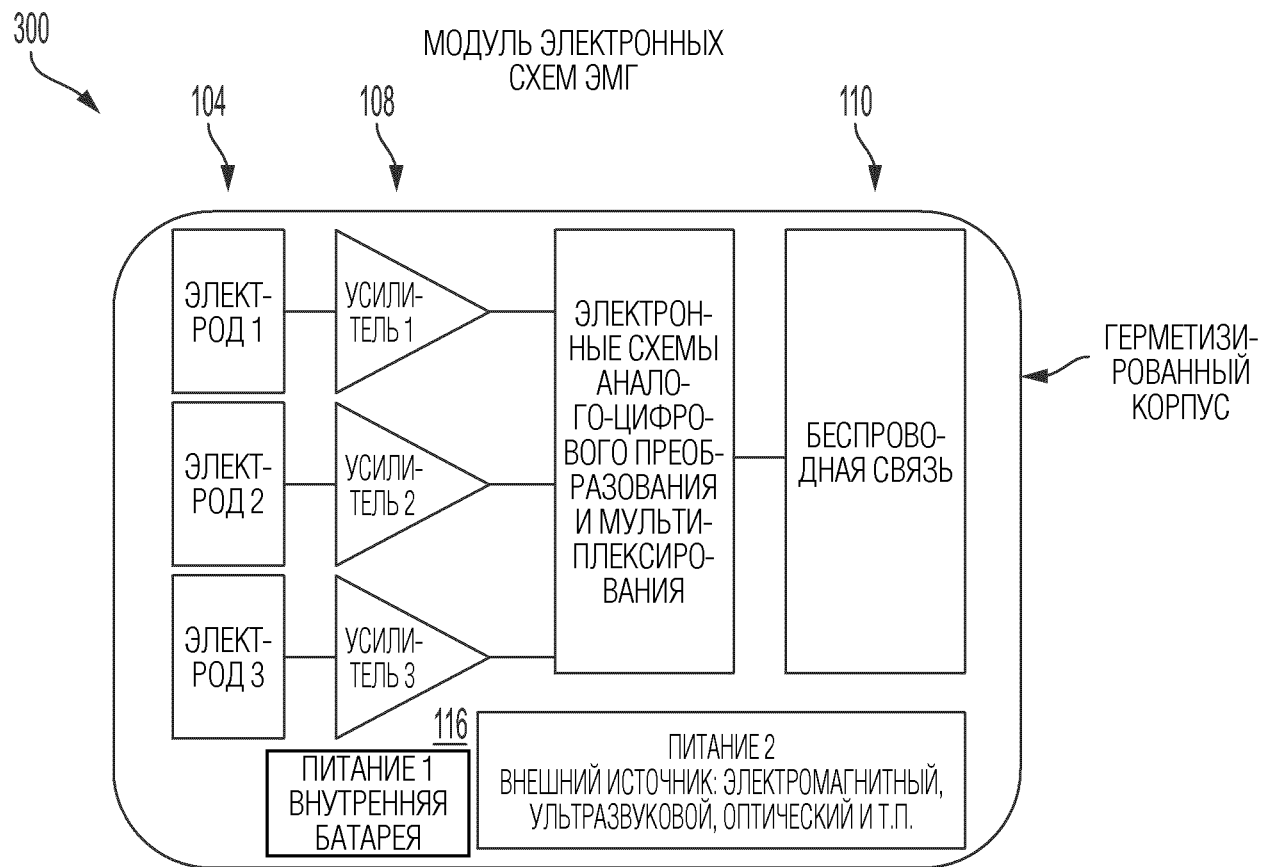 300
МОДУЛЬ ЭЛЕКТРОННЫХ
СХЕМ ЭМГ
104
108
110
ЭЛЕКТ-
РОД 1
УСИЛИ-
ТЕЛЬ 1
ЭЛЕКТ-
РОД 2
УСИЛИ-
ТЕЛЬ 2
ЭЛЕКТ-
РОД 3
УСИЛИ-
ТЕЛЬ 3
ЭЛЕКТРОН-
НЫЕ СХЕМЫ
АНАЛО-
ГО-ЦИФРО-
ВОГО ПРЕОБ-
РАЗОВАНИЯ
И МУЛЬТИ-
ПЛЕКСИРО-
ВАНИЯ
БЕСПРОВО-
ДНАЯ СВЯЗЬ
ГЕРМЕТИЗИ-
РОВАННЫЙ
КОРПУС
116
ПИТАНИЕ 1
ВНУТРЕННЯЯ
БАТАРЕЯ
ПИТАНИЕ 2
ВНЕШНИЙ ИСТОЧНИК: ЭЛЕКТРОМАГНИТНЫЙ,
УЛЬТРАЗВУКОВОЙ, ОПТИЧЕСКИЙ И Т.П.